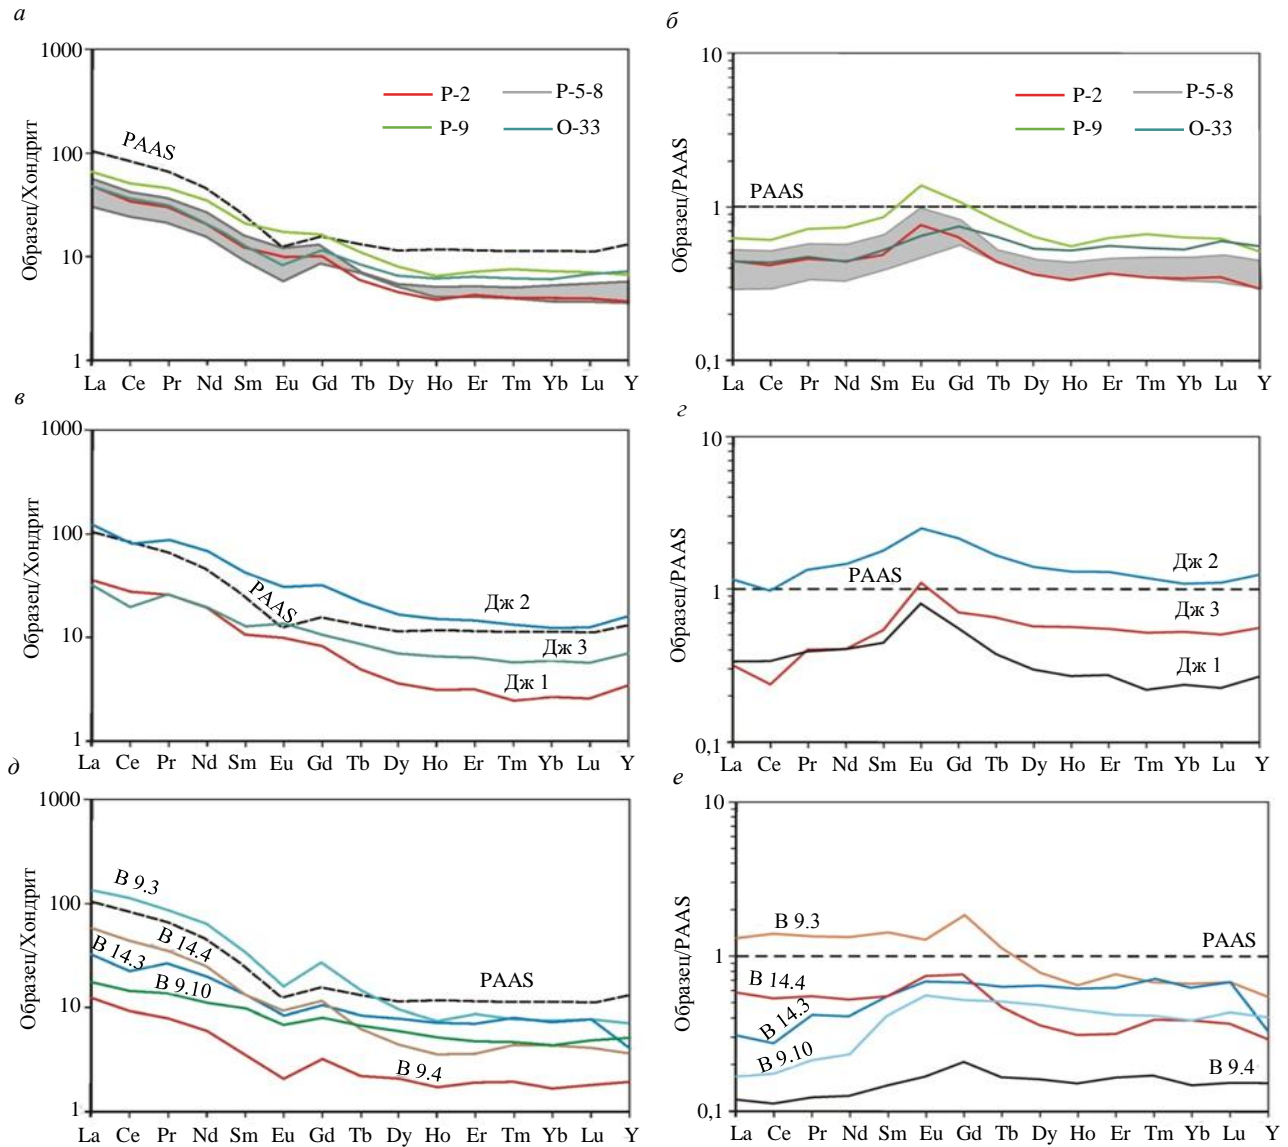 а
1000
100
10
1
Образец/Хондрит
P-2
P-5-8
P-9
O-33
PAAS
La Ce Pr Nd Sm Eu Gd Tb Dy Ho Er Tm Yb Lu Y
б
10
1
0,1
Образец/PAAS
P-2
P-5-8
P-9
O-33
PAAS
La Ce Pr Nd Sm Eu Gd Tb Dy Ho Er Tm Yb Lu Y
в
1000
100
10
1
Образец/Хондрит
PAAS
Дж 2
Дж 3
Дж 1
La Ce Pr Nd Sm Eu Gd Tb Dy Ho Er Tm Yb Lu Y
г
10
1
0,1
Образец/PAAS
PAAS
Дж 2
Дж 3
Дж 1
La Ce Pr Nd Sm Eu Gd Tb Dy Ho Er Tm Yb Lu Y
д
1000
100
10
1
Образец/Хондрит
В 9.3
В 14.4
В 14.3
В 9.10
В 9.4
PAAS
La Ce Pr Nd Sm Eu Gd Tb Dy Ho Er Tm Yb Lu Y
е
10
1
0,1
Образец/PAAS
В 9.3
PAAS
В 14.4
В 14.3
В 9.10
В 9.4
La Ce Pr Nd Sm Eu Gd Tb Dy Ho Er Tm Yb Lu Y